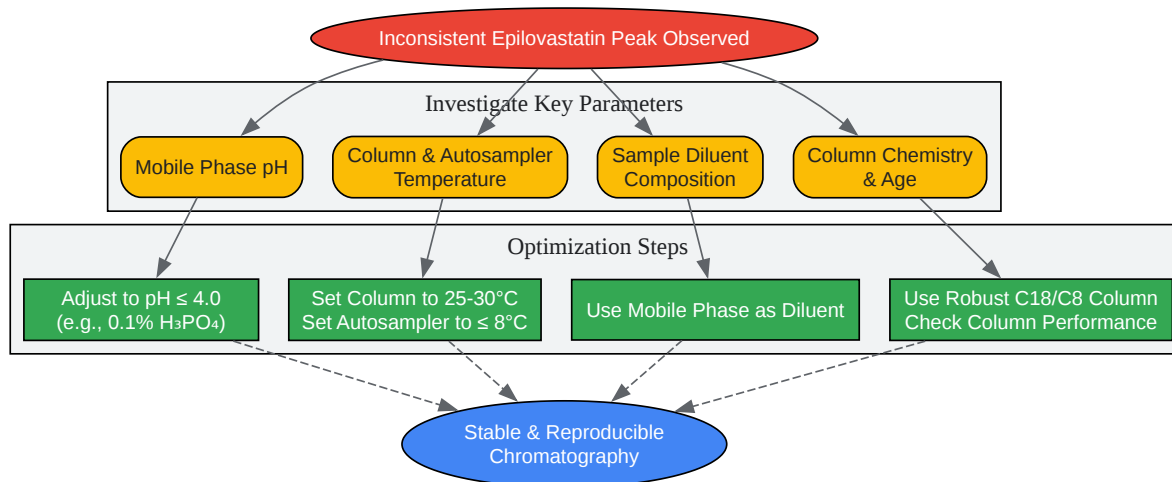 Inconsistent Epilovastatin Peak Observed
Investigate Key Parameters
Mobile Phase pH
Column & Autosampler
Temperature
Sample Diluent
Composition
Column Chemistry
& Age
Optimization Steps
Adjust to pH ≤ 4.0
(e.g., 0.1% H₃PO₄)
Set Column to 25-30°C
Set Autosampler to ≤ 8°C
Use Mobile Phase as Diluent
Use Robust C18/C8 Column
Check Column Performance
Stable & Reproducible
Chromatography